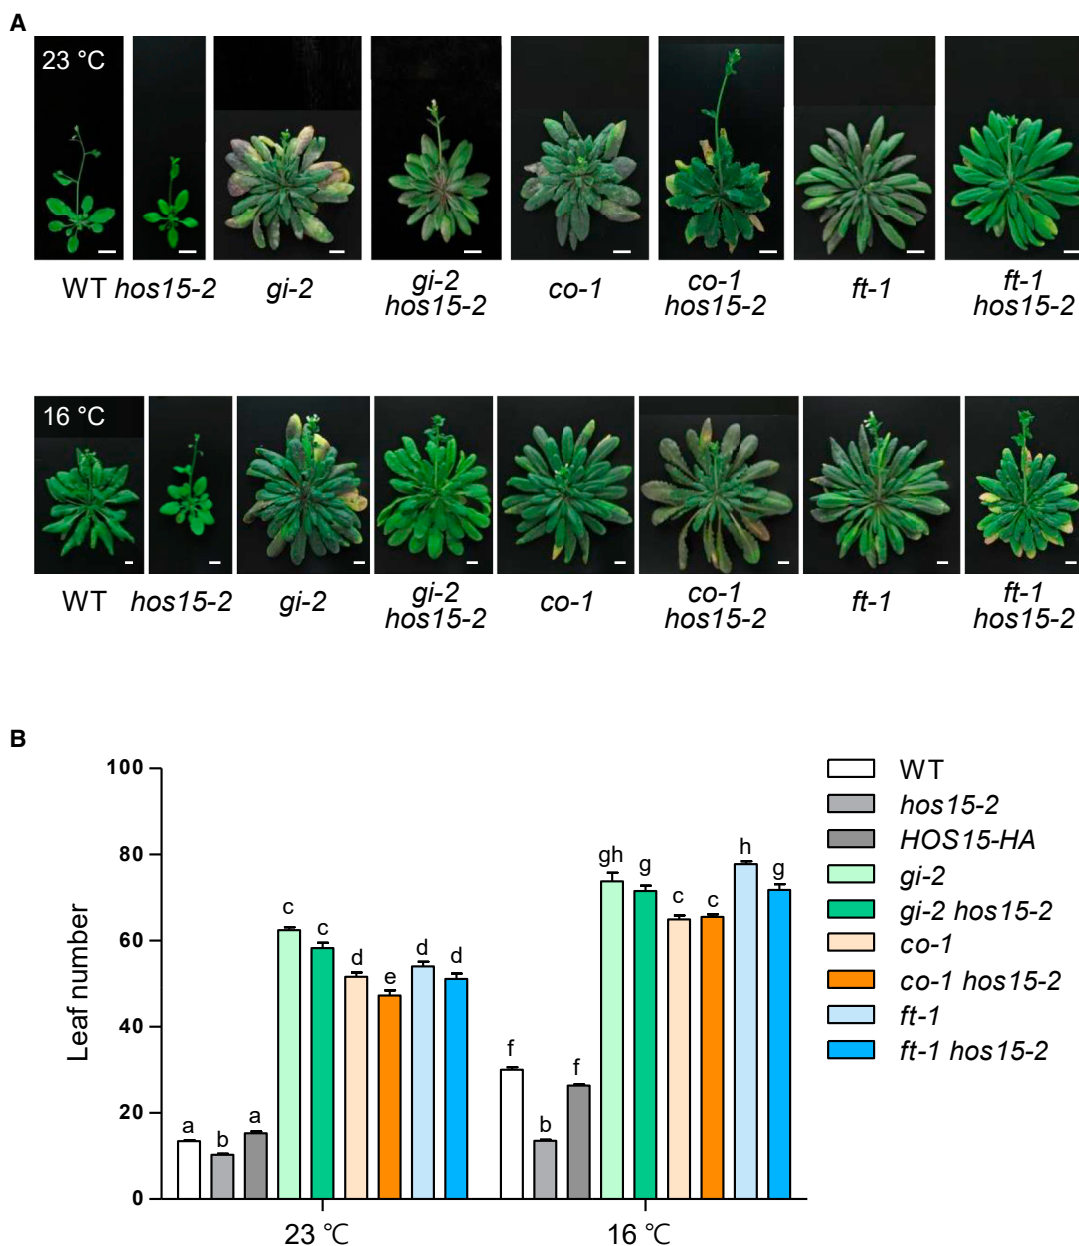 A
23 °C
WT hos15-2 gi-2 gi-2 co-1 co-1 ft-1 ft-1
hos15-2 hos15-2 hos15-2
16 °C
WT hos15-2 gi-2 gi-2 co-1 co-1 ft-1 ft-1
hos15-2 hos15-2 hos15-2
B
Leaf number
100
80
60
40
20
0
a b a c c d e d d
f b f gh g c c h g
23 ℃ 16 ℃
WT
hos15-2
HOS15-HA
gi-2
gi-2 hos15-2
co-1
co-1 hos15-2
ft-1
ft-1 hos15-2